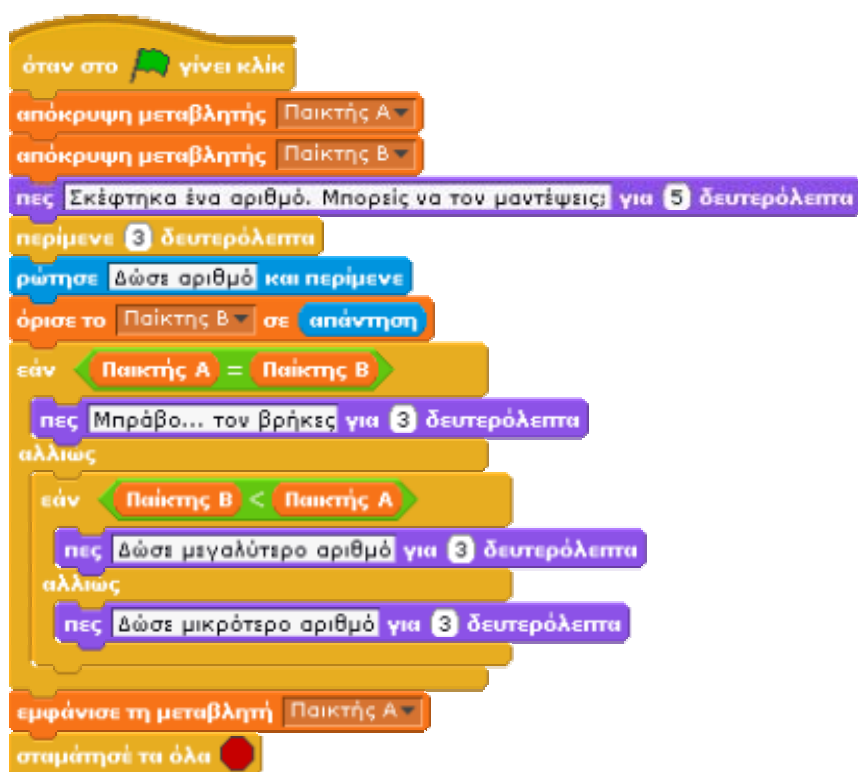 όταν στο γίνει κλίκ
απόκρυψη μεταβλητής Παικτής Α
απόκρυψη μεταβλητής Παίκτης Β
πες Σκέφτηκα ένα αριθμό. Μπορείς να τον μαντέψεις; για 5 δευτερόλεπτα
περίμενε 3 δευτερόλεπτα
ρώτησε Δώσε αριθμό και περίμενε
όρισε το Παίκτης Β σε απάντηση
εάν Παικτής Α = Παίκτης Β
πες Μπράβο... τον βρήκες για 3 δευτερόλεπτα
αλλιώς
εάν Παίκτης Β < Παικτής Α
πες Δώσε μεγαλύτερο αριθμό για 3 δευτερόλεπτα
αλλιώς
πες Δώσε μικρότερο αριθμό για 3 δευτερόλεπτα
εμφάνισε τη μεταβλητή Παικτής Α
σταμάτησέ τα όλα